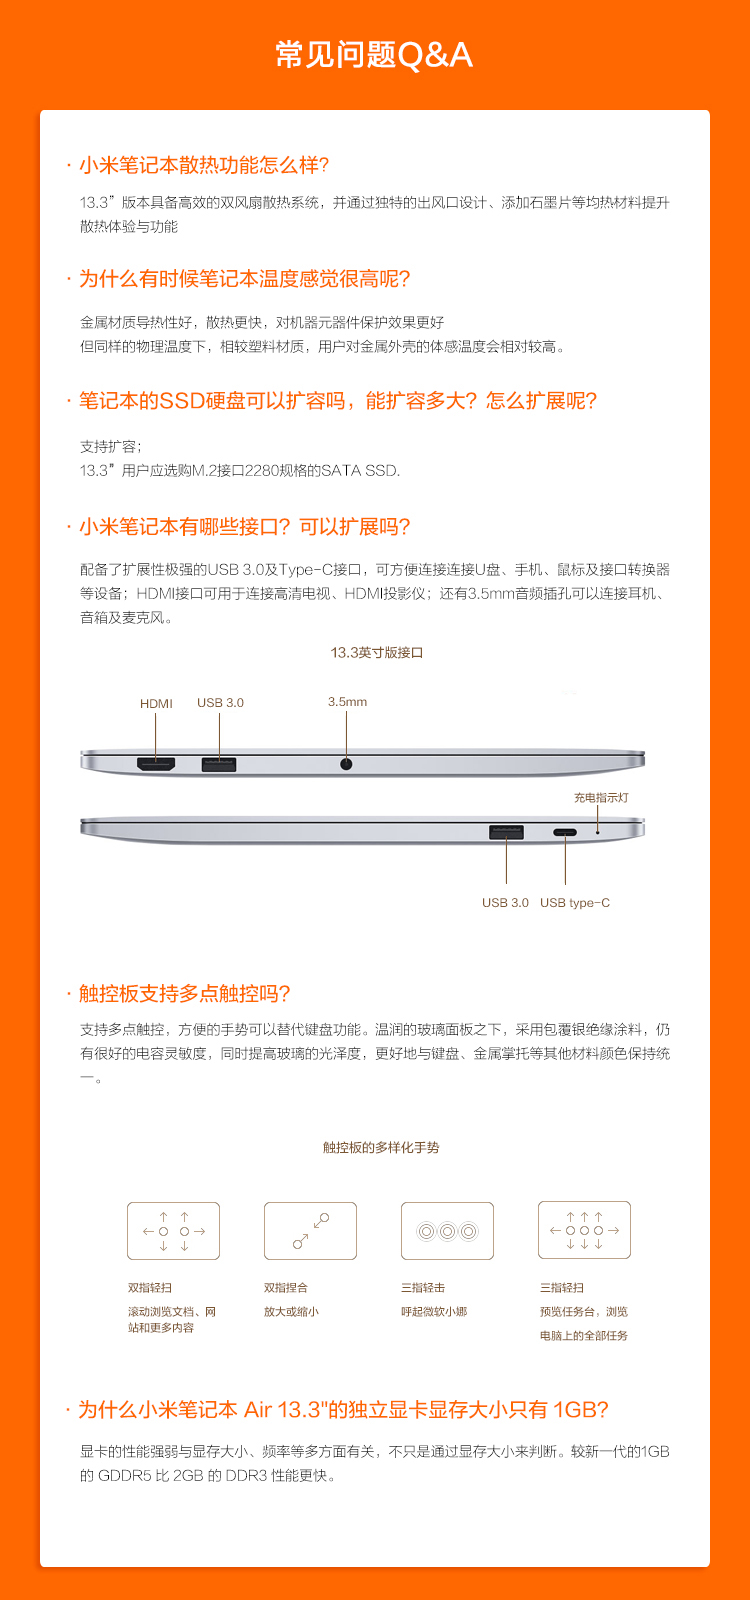 常见问题Q&A
· 小米笔记本散热功能怎么样？
13.3”版本具备高效的双风扇散热系统，并通过独特的出风口设计、添加石墨片等均热材料提升
散热体验与功能
· 为什么有时候笔记本温度感觉很高呢？
金属材质导热性好，散热更快，对机器元器件保护效果更好
但同样的物理温度下，相较塑料材质，用户对金属外壳的体感温度会相对较高。
· 笔记本的SSD硬盘可以扩容吗，能扩容多大？怎么扩展呢？
支持扩容；
13.3”用户应选购M.2接口2280规格的SATA SSD.
· 小米笔记本有哪些接口？可以扩展吗？
配备了扩展性极强的USB 3.0及Type-C接口，可方便连接连接U盘、手机、鼠标及接口转换器
等设备；HDMI接口可用于连接高清电视、HDMI投影仪；还有3.5mm音频插孔可以连接耳机、
音箱及麦克风。
13.3英寸版接口
HDMI USB 3.0 3.5mm
充电指示灯
USB 3.0 USB type-C
· 触控板支持多点触控吗？
支持多点触控，方便的手势可以替代键盘功能。温润的玻璃面板之下，采用包覆银绝缘涂料，仍
有很好的电容灵敏度，同时提高玻璃的光泽度，更好地与键盘、金属掌托等其他材料颜色保持统
一。
触控板的多样化手势
双指轻扫
滚动浏览文档、网
站和更多内容
双指捏合
放大或缩小
三指轻击
呼起微软小娜
三指轻扫
预览任务台，浏览
电脑上的全部任务
· 为什么小米笔记本 Air 13.3"的独立显卡显存大小只有 1GB？
显卡的性能强弱与显存大小、频率等多方面有关，不只是通过显存大小来判断。较新一代的1GB
的 GDDR5 比 2GB 的 DDR3 性能更快。